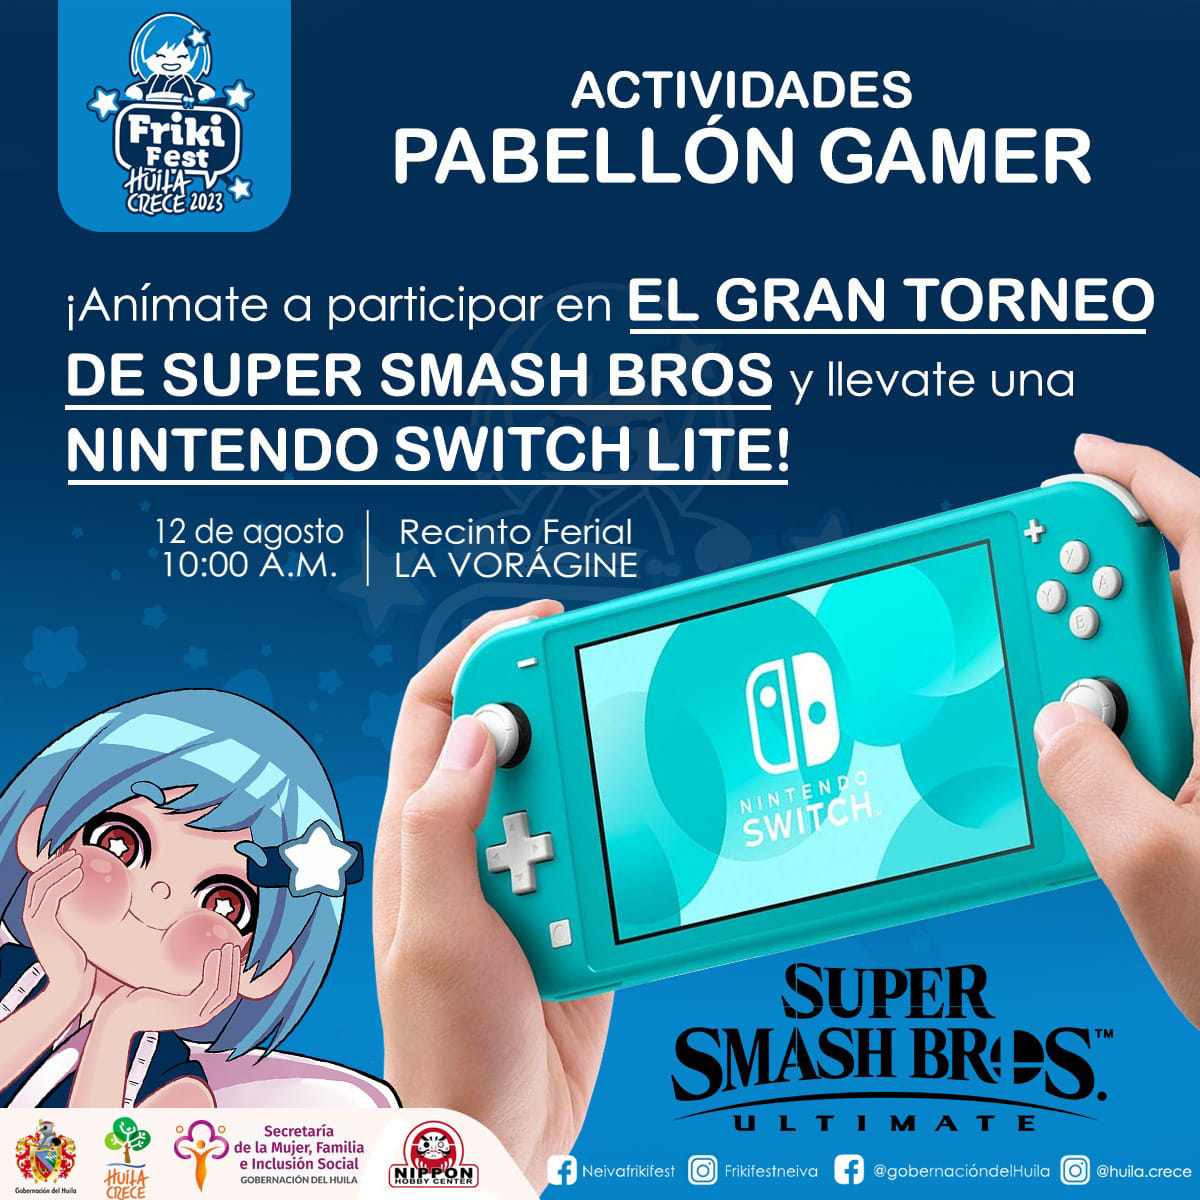 Friki
Fest
HUILA
CRECE 2023
ACTIVIDADES
PABELLÓN GAMER
¡Anímate a participar en EL GRAN TORNEO
DE SUPER SMASH BROS y llevate una
NINTENDO SWITCH LITE!
12 de agosto
10:00 A.M.
Recinto Ferial
LA VORÁGINE
X
Y
A
B
NINTENDO
SWITCH™
SUPER
SMASH BROS.™
ULTIMATE
Gobernación del Huila
HUILA
CRECE
Secretaría
de la Mujer, Familia
e Inclusión Social
GOBERNACIÓN DEL HUILA
NIPPON
HOBBY CENTER
Neivafrikifest
Frikifestneiva
@gobernacióndelHuila
@huila.crece